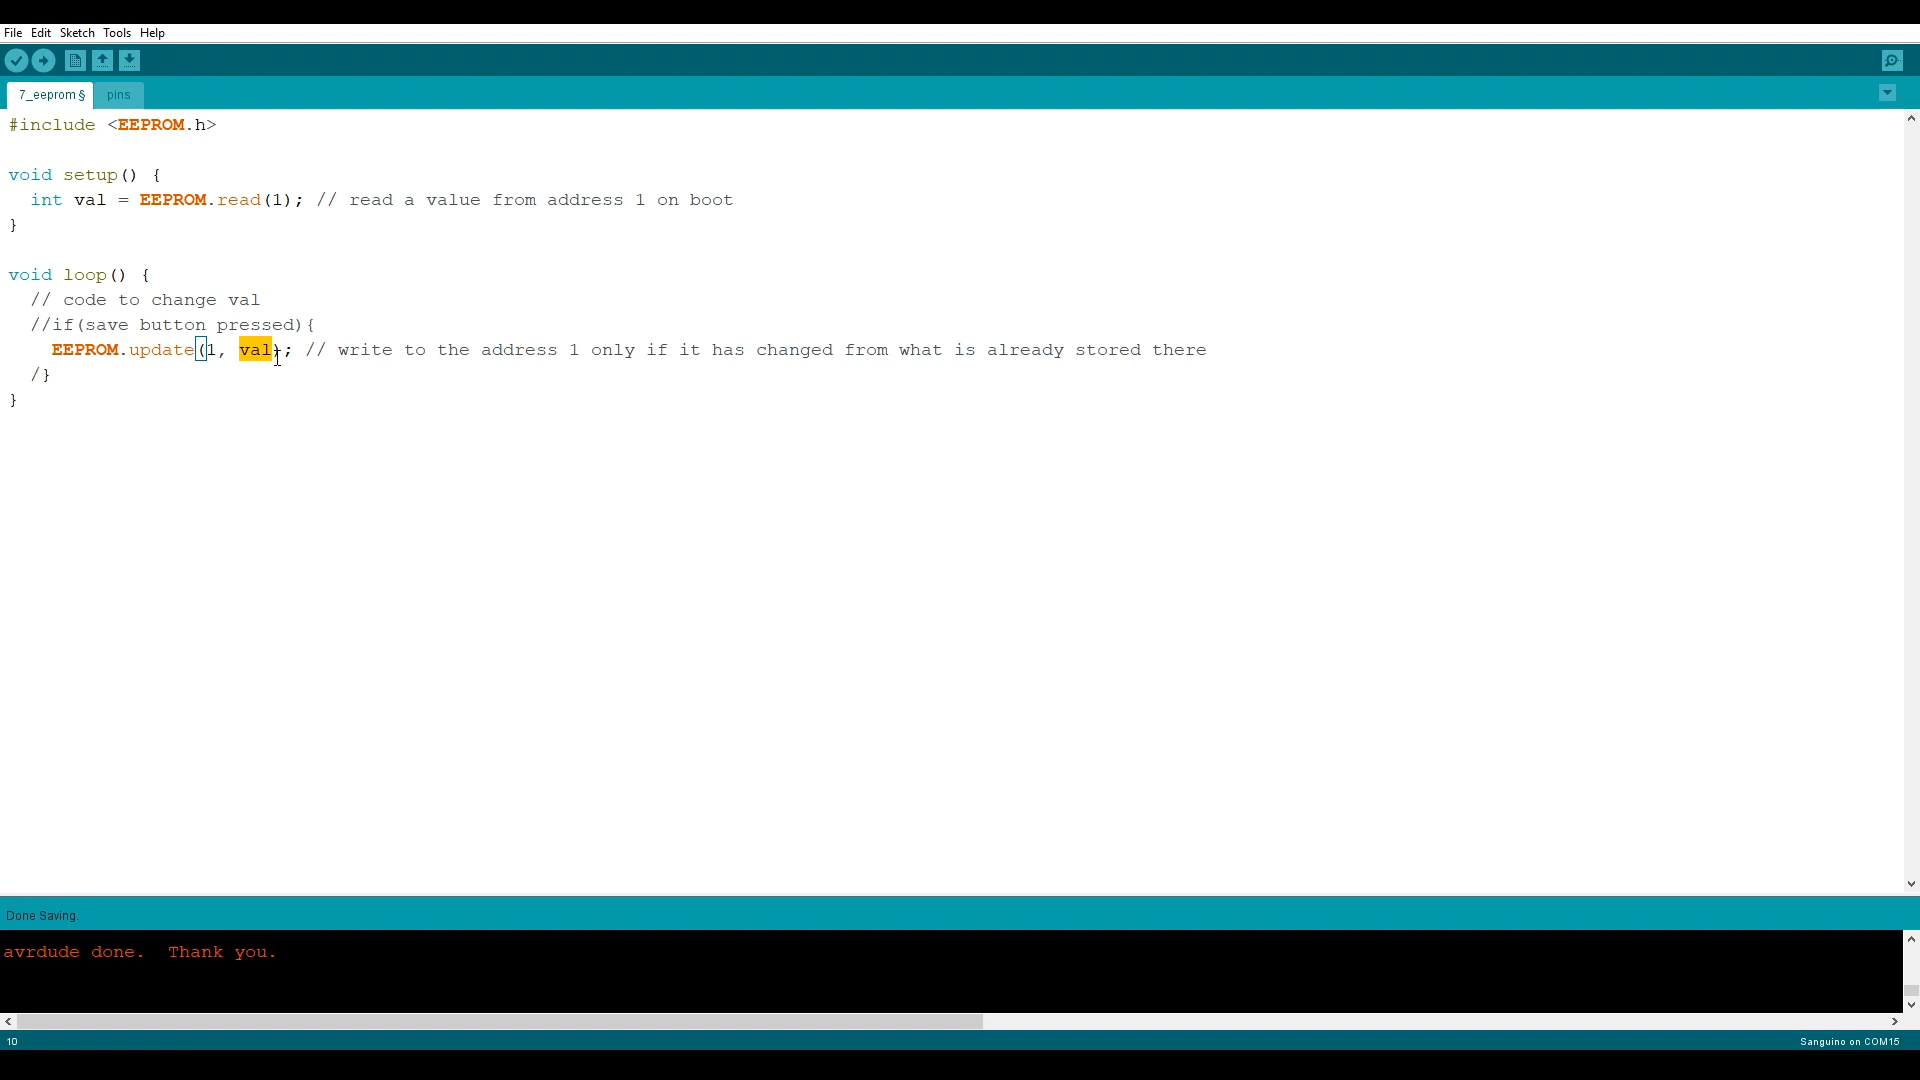 File Edit Sketch Tools Help
7_eeprom § pins
#include <EEPROM.h>
void setup() {
  int val = EEPROM.read(1); // read a value from address 1 on boot
}
void loop() {
  // code to change val
  //if(save button pressed){
    EEPROM.update(1, val); // write to the address 1 only if it has changed from what is already stored there
  /}
}
Done Saving.
avrdude done.  Thank you.
10 Sanguino on COM15